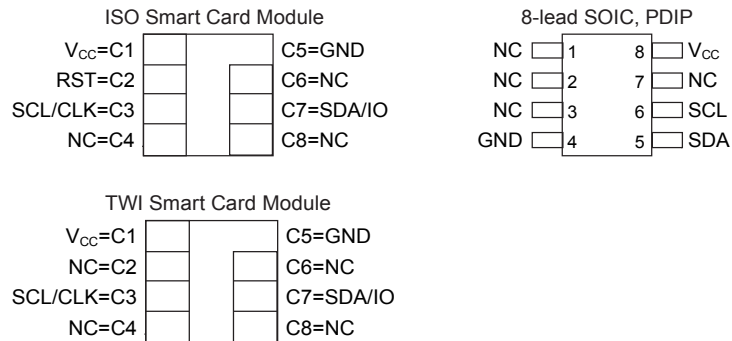 ISO Smart Card Module
VCC=C1 C5=GND
RST=C2 C6=NC
SCL/CLK=C3 C7=SDA/IO
NC=C4 C8=NC
8-lead SOIC, PDIP
NC 1 8 VCC
NC 2 7 NC
NC 3 6 SCL
GND 4 5 SDA
TWI Smart Card Module
VCC=C1 C5=GND
NC=C2 C6=NC
SCL/CLK=C3 C7=SDA/IO
NC=C4 C8=NC